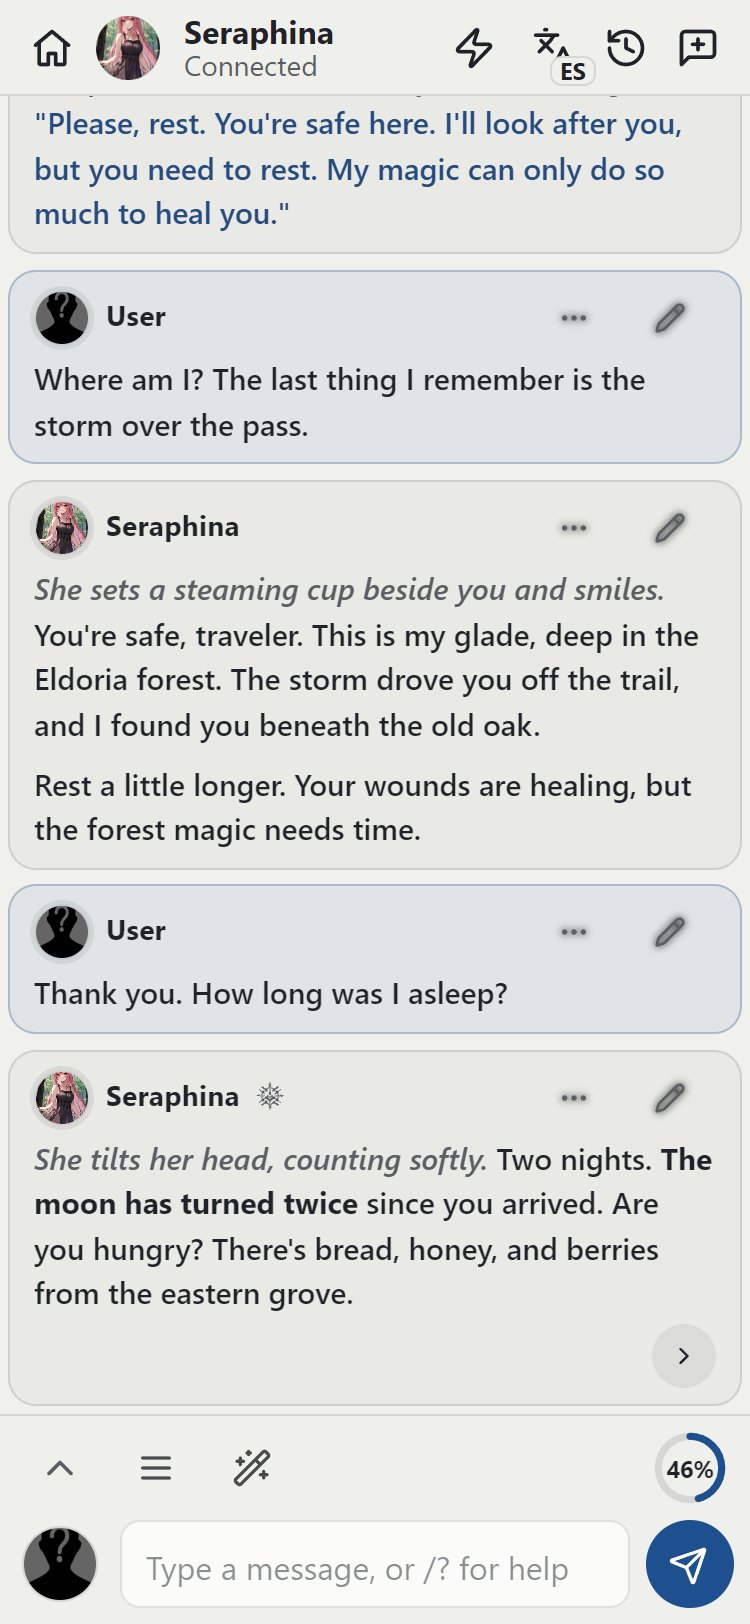 Seraphina
Connected
ES
"Please, rest. You're safe here. I'll look after you,
but you need to rest. My magic can only do so
much to heal you."
User
Where am I? The last thing I remember is the
storm over the pass.
Seraphina
She sets a steaming cup beside you and smiles.
You're safe, traveler. This is my glade, deep in the
Eldoria forest. The storm drove you off the trail,
and I found you beneath the old oak.
Rest a little longer. Your wounds are healing, but
the forest magic needs time.
User
Thank you. How long was I asleep?
Seraphina
She tilts her head, counting softly. Two nights. The
moon has turned twice since you arrived. Are
you hungry? There's bread, honey, and berries
from the eastern grove.
46%
Type a message, or /? for help